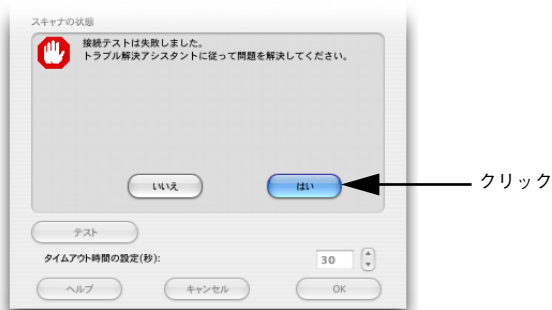 スキャナの状態
接続テストは失敗しました。
トラブル解決アシスタントに従って問題を解決してください。
いいえ
はい
クリック
テスト
タイムアウト時間の設定(秒):
30
ヘルプ
キャンセル
OK